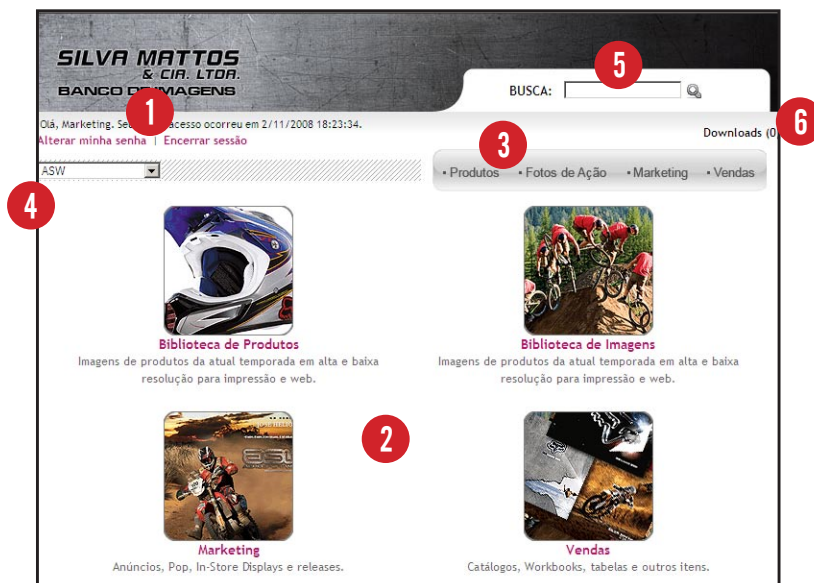 SILVA MATTOS
& CIA. LTDA.
BANCO DE IMAGENS
5
BUSCA:
1
6
Olá, Marketing. acesso ocorreu em 2/11/2008 18:23:34.
Downloads (0
Alterar minha senha | Encerrar sessão
3
ASW
• Produtos • Fotos de Ação • Marketing • Vendas
4
Biblioteca de Produtos
Imagens de produtos da atual temporada em alta e baixa
resolução para impressão e web.
Biblioteca de Imagens
Imagens de produtos da atual temporada em alta e baixa
resolução para impressão e web.
2
Marketing
Anúncios, Pop, In-Store Displays e releases.
Vendas
Catálogos, Workbooks, tabelas e outros itens.